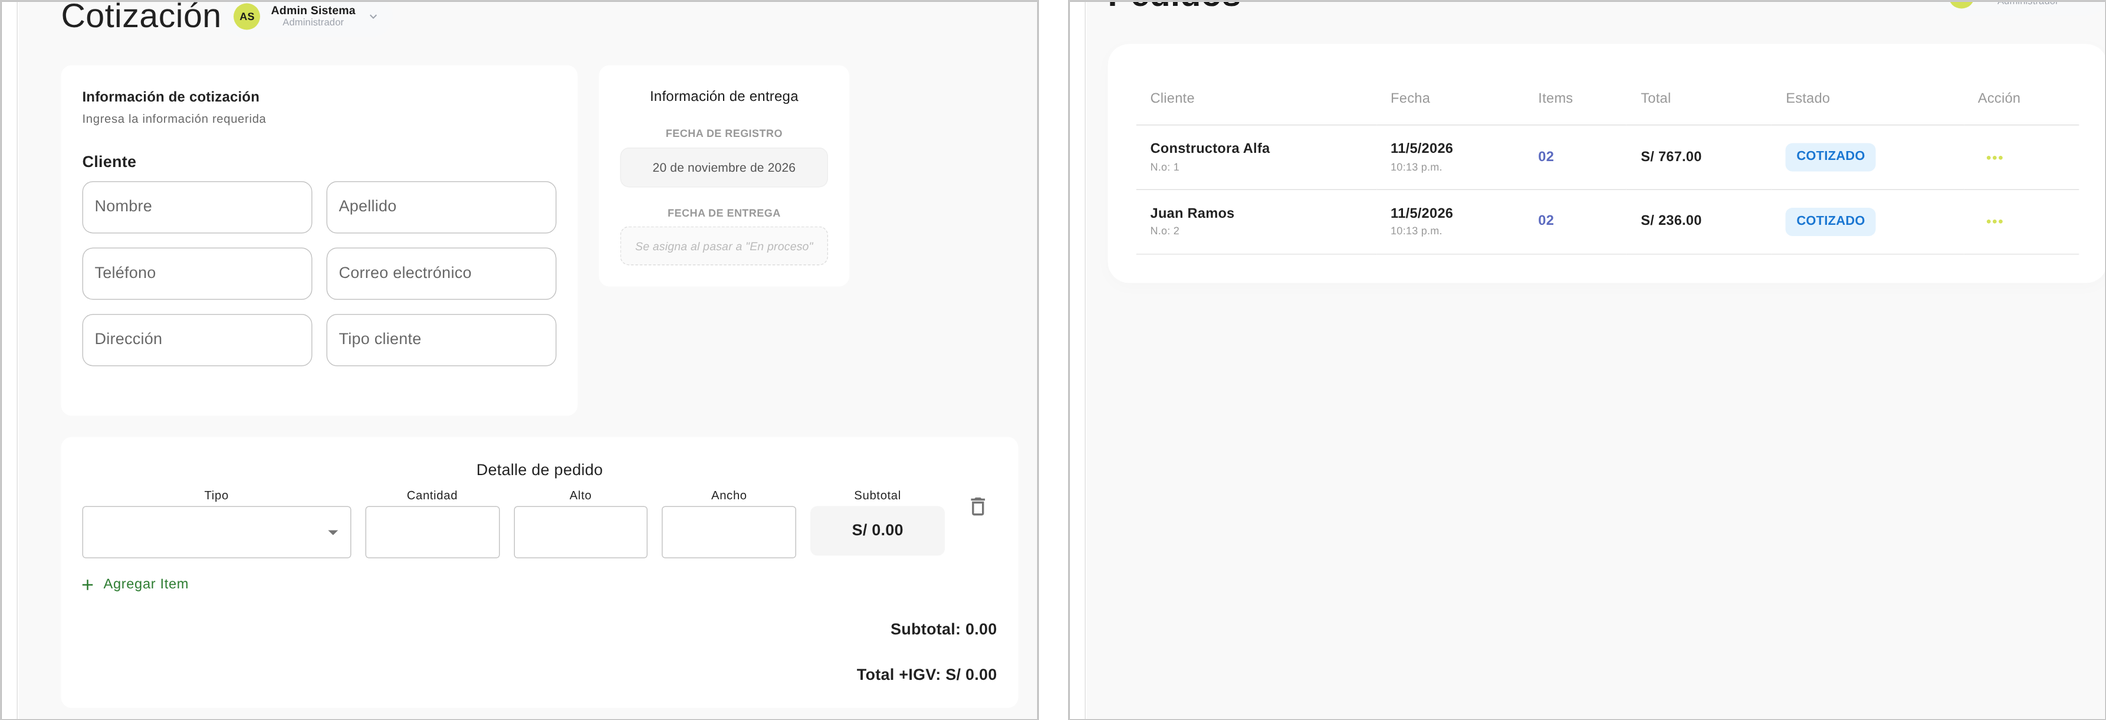 Cotización
AS
Admin Sistema
Administrador
Información de cotización
Ingresa la información requerida
Cliente
Nombre
Apellido
Teléfono
Correo electrónico
Dirección
Tipo cliente
Información de entrega
FECHA DE REGISTRO
20 de noviembre de 2026
FECHA DE ENTREGA
Se asigna al pasar a "En proceso"
Detalle de pedido
Tipo Cantidad Alto Ancho Subtotal
S/ 0.00
+ Agregar Item
Subtotal: 0.00
Total +IGV: S/ 0.00
Pedidos
Administrador
Cliente Fecha Items Total Estado Acción
Constructora Alfa 11/5/2026 02 S/ 767.00 COTIZADO
N.o: 1 10:13 p.m.
Juan Ramos 11/5/2026 02 S/ 236.00 COTIZADO
N.o: 2 10:13 p.m.